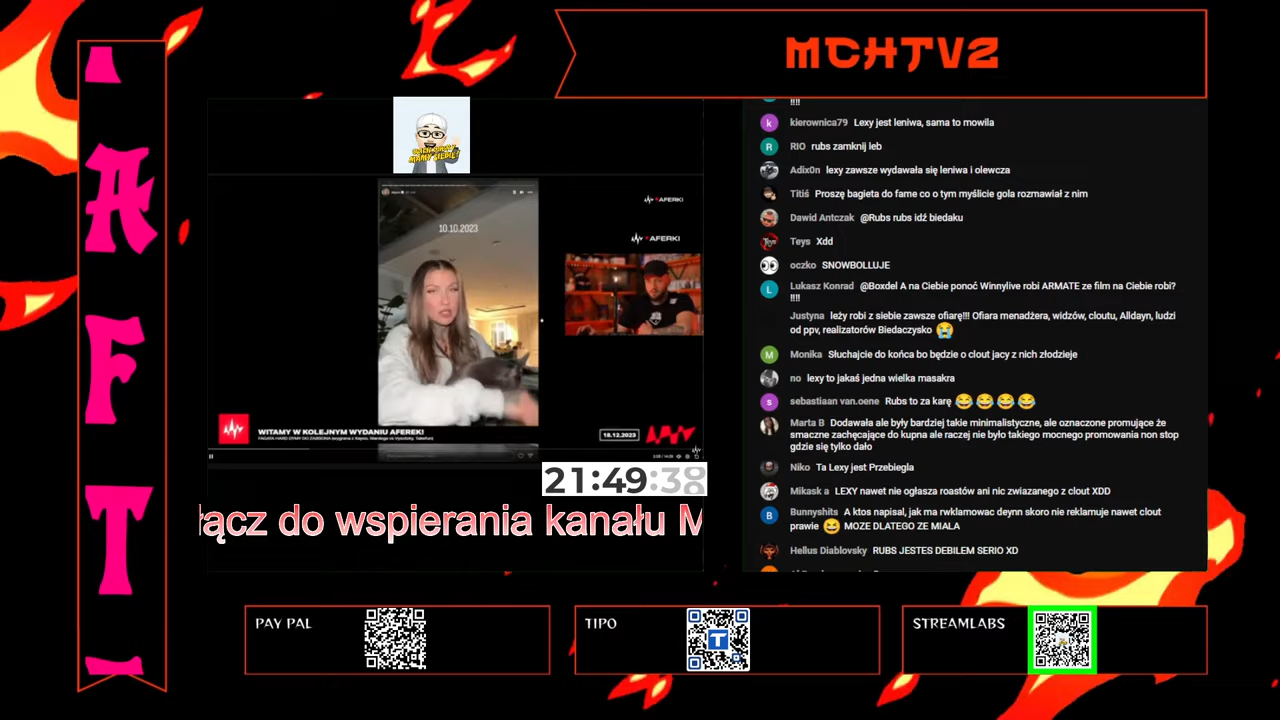 MCHTV2
A
F
T
!!!!
kierownica79 Lexy jest leniwa, sama to mowila
RIO rubs zamknij leb
Adix0n lexy zawsze wydawała się leniwa i olewcza
Titiś Proszę bagieta do fame co o tym myślicie gola rozmawiał z nim
Dawid Antczak @Rubs rubs idź biedaku
Teys Xdd
oczko SNOWBOLLUJE
Lukasz Konrad @Boxdel A na Ciebie ponoć Winnylive robi ARMATE ze film na Ciebie robi?
!!!!
Justyna leży robi z siebie zawsze ofiarę!!! Ofiara menadżera, widzów, cloutu, Alldayn, ludzi
od ppv, realizatorów Biedaczysko
Monika Słuchajcie do końca bo będzie o clout jacy z nich złodzieje
no lexy to jakaś jedna wielka masakra
sebastiaan van.oene Rubs to za karę
Marta B Dodawała ale były bardziej takie minimalistyczne, ale oznaczone promujące że
smaczne zachęcające do kupna ale raczej nie było takiego mocnego promowania non stop
gdzie się tylko dało
Niko Ta Lexy jest Przebiegla
Mikask a LEXY nawet nie ogłasza roastów ani nic zwiazanego z clout XDD
Bunnyshits A ktos napisal, jak ma rwklamowac deynn skoro nie reklamuje nawet clout
prawie MOZE DLATEGO ZE MIALA
Hellus Diablovsky RUBS JESTES DEBILEM SERIO XD
MAMY CIEBIE!
10.10.2023
AFERKI
AFERKI
WITAMY W KOLEJNYM WYDANIU AFEREK!
18.12.2023
21:49:38
łącz do wspierania kanału M
PAY PAL
TIPO
T
STREAMLABS